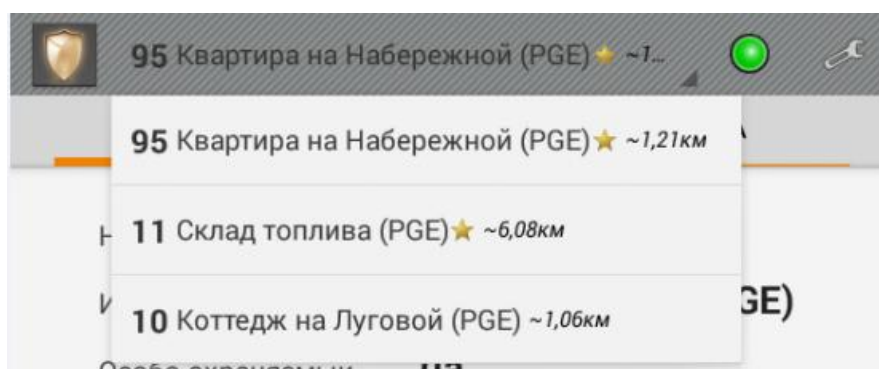 95 Квартира на Набережной (PGE) ~1...
95 Квартира на Набережной (PGE) ~1,21км
11 Склад топлива (PGE) ~6,08км
10 Коттедж на Луговой (PGE) ~1,06км
GE)